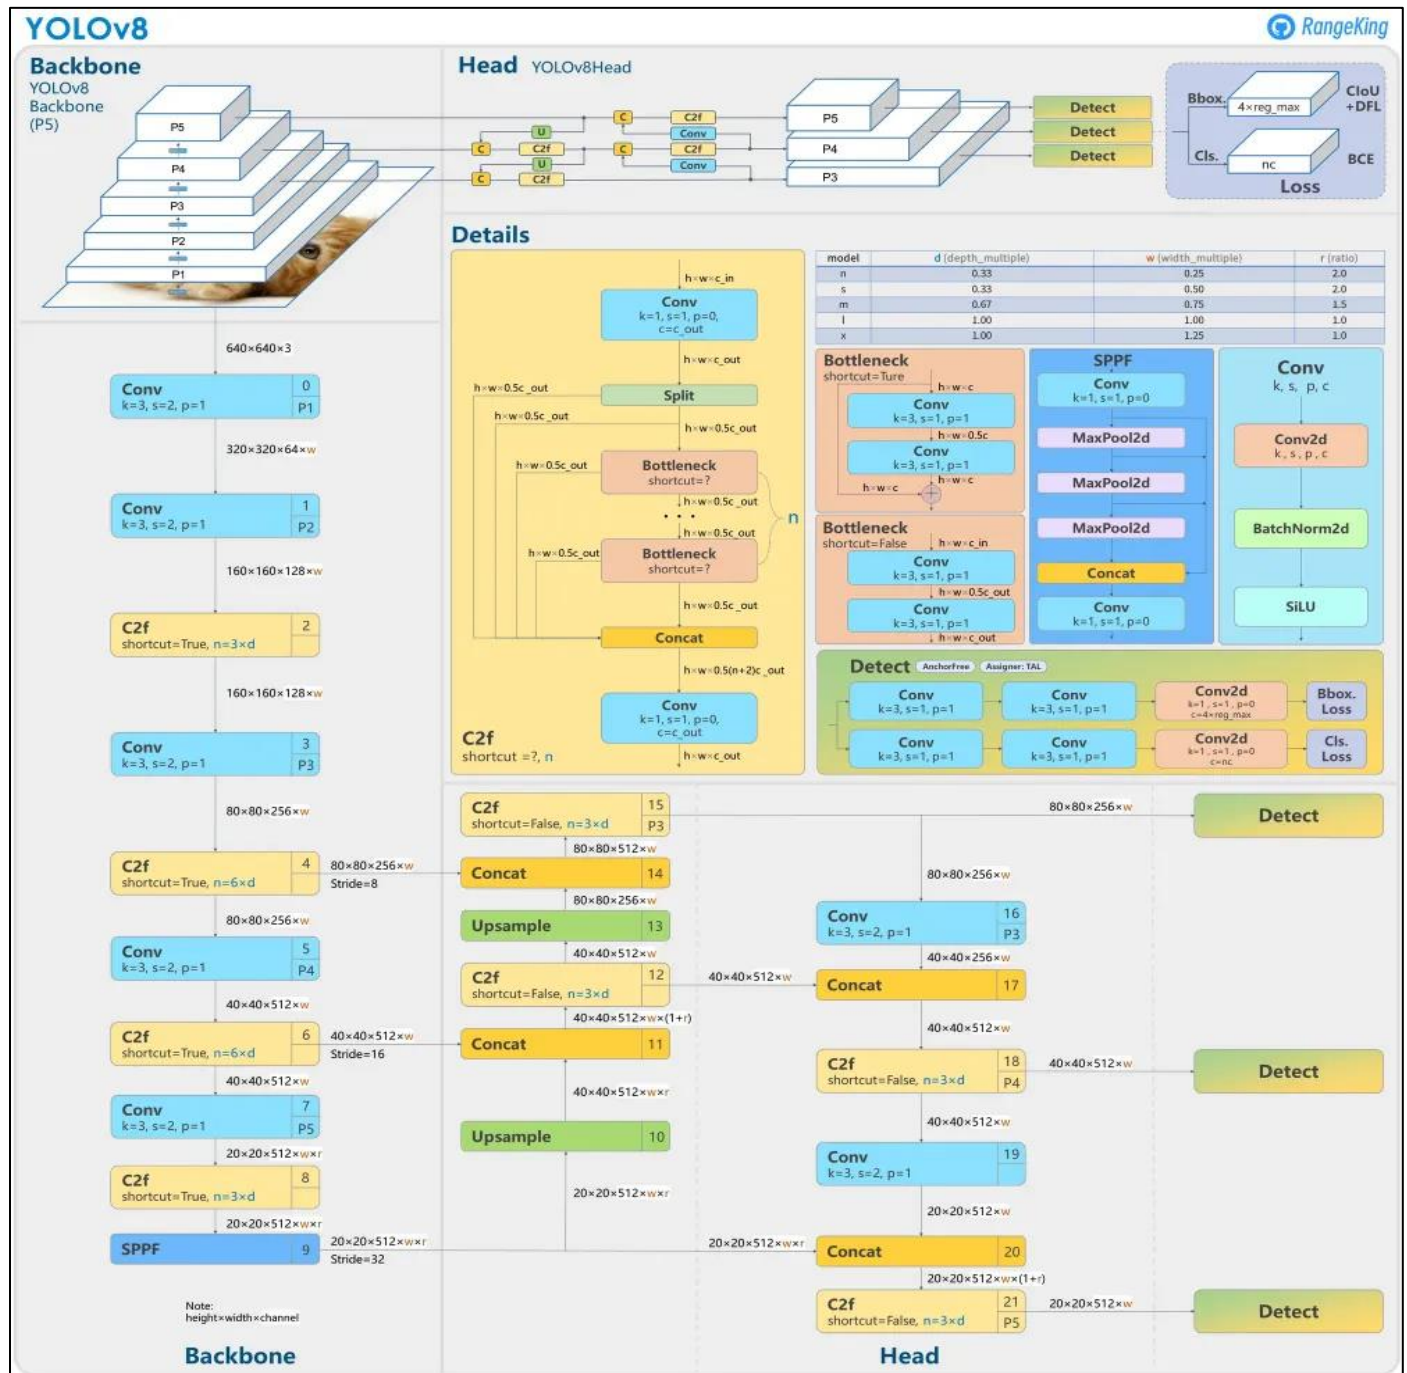 YOLOv8
RangeKing
Backbone
YOLOv8
Backbone
(P5)
P5
P4
P3
P2
P1
Head YOLOv8Head
C
C2f
U
Conv
C
C2f
C
C2f
U
Conv
C
C2f
P5
P4
P3
Detect
Detect
Detect
Bbox.
4×reg_max
CIoU
+DFL
Cls.
nc
BCE
Loss
Details
h×w×c_in
Conv
k=1, s=1, p=0,
c=c_out
h×w×c_out
h×w×0.5c_out
Split
h×w×0.5c_out
h×w×0.5c_out
h×w×0.5c_out
Bottleneck
shortcut=?
h×w×0.5c_out
. . .
n
h×w×0.5c_out
h×w×0.5c_out
Bottleneck
shortcut=?
h×w×0.5c_out
Concat
h×w×0.5(n+2)c_out
Conv
k=1, s=1, p=0,
c=c_out
h×w×c_out
C2f
shortcut =?, n
model d (depth_multiple) w (width_multiple) r (ratio)
n 0.33 0.25 2.0
s 0.33 0.50 2.0
m 0.67 0.75 1.5
l 1.00 1.00 1.0
x 1.00 1.25 1.0
Bottleneck
shortcut=Ture
h×w×c
Conv
k=3, s=1, p=1
h×w×0.5c
Conv
k=3, s=1, p=1
h×w×c
h×w×c
+
Bottleneck
shortcut=False
h×w×c_in
Conv
k=3, s=1, p=1
h×w×0.5c_out
Conv
k=3, s=1, p=1
h×w×c_out
SPPF
Conv
k=1, s=1, p=0
MaxPool2d
MaxPool2d
MaxPool2d
Concat
Conv
k=1, s=1, p=0
Conv
k, s, p, c
Conv2d
k, s, p, c
BatchNorm2d
SiLU
Detect AnchorFree Assigner: TAL
Conv
k=3, s=1, p=1
Conv
k=3, s=1, p=1
Conv2d
k=1, s=1, p=0
c=4×reg_max
Bbox.
Loss
Conv
k=3, s=1, p=1
Conv
k=3, s=1, p=1
Conv2d
k=1, s=1, p=0
c=nc
Cls.
Loss
640×640×3
Conv 0
k=3, s=2, p=1 P1
320×320×64×w
Conv 1
k=3, s=2, p=1 P2
160×160×128×w
C2f 2
shortcut=True, n=3×d
160×160×128×w
Conv 3
k=3, s=2, p=1 P3
80×80×256×w
C2f 4
shortcut=True, n=6×d
80×80×256×w
Stride=8
80×80×256×w
Conv 5
k=3, s=2, p=1 P4
40×40×512×w
C2f 6
shortcut=True, n=6×d
40×40×512×w
Stride=16
40×40×512×w
Conv 7
k=3, s=2, p=1 P5
20×20×512×w×r
C2f 8
shortcut=True, n=3×d
20×20×512×w×r
SPPF 9
20×20×512×w×r
Stride=32
Note:
height×width×channel
Backbone
C2f 15
shortcut=False, n=3×d P3
80×80×512×w
Concat 14
80×80×256×w
Upsample 13
40×40×512×w
C2f 12
shortcut=False, n=3×d
40×40×512×w×(1+r)
Concat 11
40×40×512×w×r
Upsample 10
20×20×512×w×r
80×80×256×w
Detect
80×80×256×w
Conv 16
k=3, s=2, p=1 P3
40×40×256×w
40×40×512×w
Concat 17
40×40×512×w
C2f 18
shortcut=False, n=3×d P4
40×40×512×w
Detect
40×40×512×w
Conv 19
k=3, s=2, p=1
20×20×512×w
20×20×512×w×r
Concat 20
20×20×512×w×(1+r)
C2f 21
shortcut=False, n=3×d P5
20×20×512×w
Detect
Head